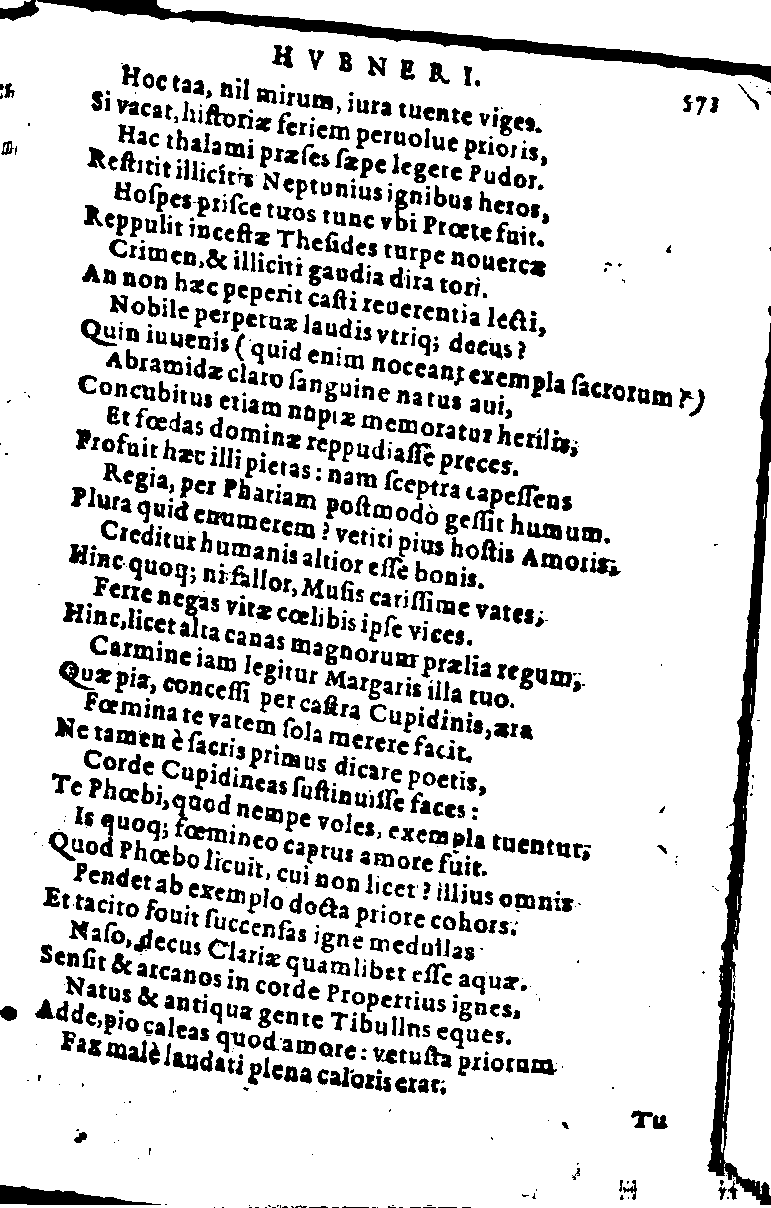 HVBNERI.
573
Hoc taa, nil mirum, iura tuente viges.
Si vacat, hiſtoriæ ſeriem peruolue prioris,
Hac thalami præſes ſæpe legere Pudor.
Reſtitit illicitis Neptunius ignibus heros,
Hoſpes priſce tuos tunc vbi Prœte fuit.
Reppulit inceſtæ Theſides turpe nouercæ
Crimen, & illiciti gaudia dira tori.
An non hæc peperit caſti reuerentia lecti,
Nobile perpetuæ laudis vtriq; decus?
Quin iuuenis (quid enim noceant exempla ſacrorum?)
Abramidæ claro ſanguine natus aui,
Concubitus etiam nuptæ memoratur herilis;
Et fœdas dominæ reppudiaſſe preces.
Profuit hæc illi pietas: nam ſceptra capeſſens
Regia, per Phariam poſtmodò geſſit humum.
Plura quid enumerem? vetiti pius hoſtis Amoris;
Creditur humanis altior eſſe bonis.
Hinc quoq; ni fallor, Muſis cariſſime vates;
Ferre negas vitæ cœlibis ipſe vices.
Hinc, licet alta canas magnorum prælia regum;
Carmine iam legitur Margaris illa tuo.
Quæ pia, conceſſi per caſtra Cupidinis, æra
Fœmina te vatem ſola merere facit.
Ne tamen è ſacris primus dicare poetis,
Corde Cupidineas ſuſtinuiſſe faces:
Te Phœbi, quod nempe voles, exempla tuentur;
Is quoq; fœmineo captus amore fuit.
Quod Phœbo licuit, cui non licet? illius omnis
Pendet ab exemplo docta priore cohors.
Et tacito fouit ſuccenſas igne medullas
Naſo, decus Clariæ quamlibet eſſe aquæ.
Senſit & arcanos in corde Propertius ignes,
Natus & antiqua gente Tibullus eques.
Adde, pio caleas quod amore: vetuſta priorum
Fax malè laudati plena caloris erat.
Tu